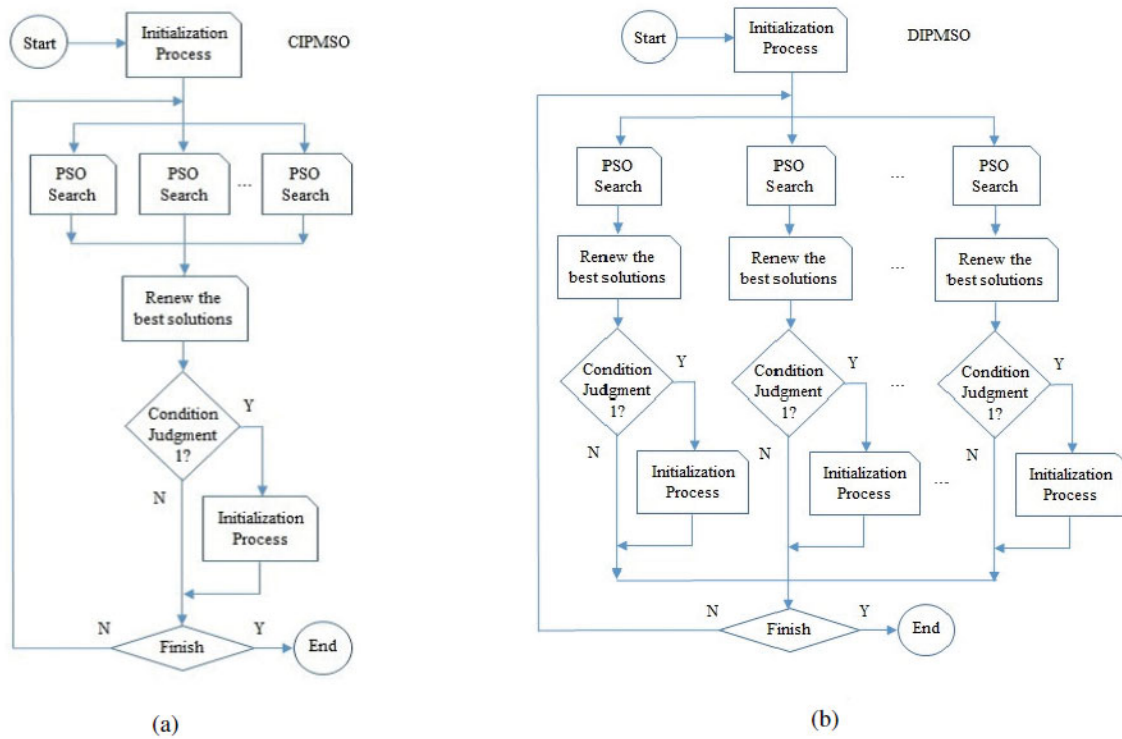 Start
Initialization
Process
CIPMSO
PSO
Search
PSO
Search
...
PSO
Search
Renew the
best solutions
Condition
Judgment
1?
Y
N
Initialization
Process
N
Finish
Y
End
(a)
Start
Initialization
Process
DIPMSO
PSO
Search
PSO
Search
...
PSO
Search
Renew the
best solutions
Renew the
best solutions
...
Renew the
best solutions
Condition
Judgment
1?
Y
Condition
Judgment
1?
Y
...
Condition
Judgment
1?
Y
N
Initialization
Process
N
Initialization
Process
...
N
Initialization
Process
N
Finish
Y
End
(b)